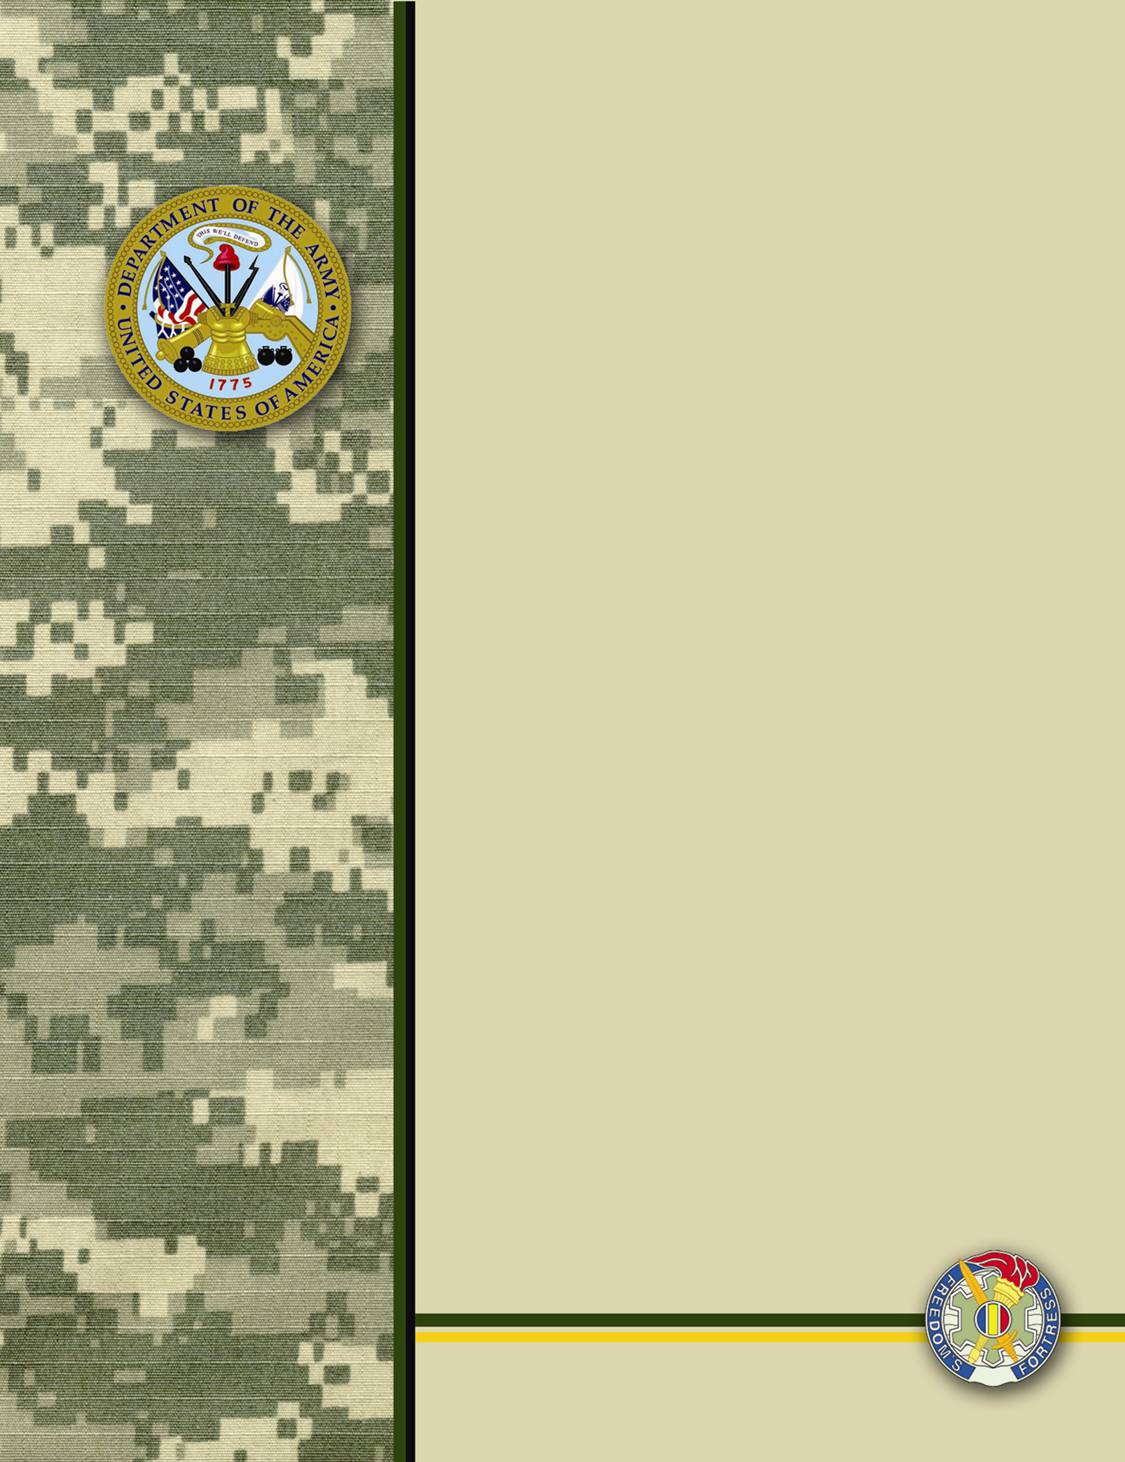 DEPARTMENT OF THE ARMY
THIS WE'LL DEFEND
1775
UNITED STATES OF AMERICA
FREEDOM'S FORTRESS